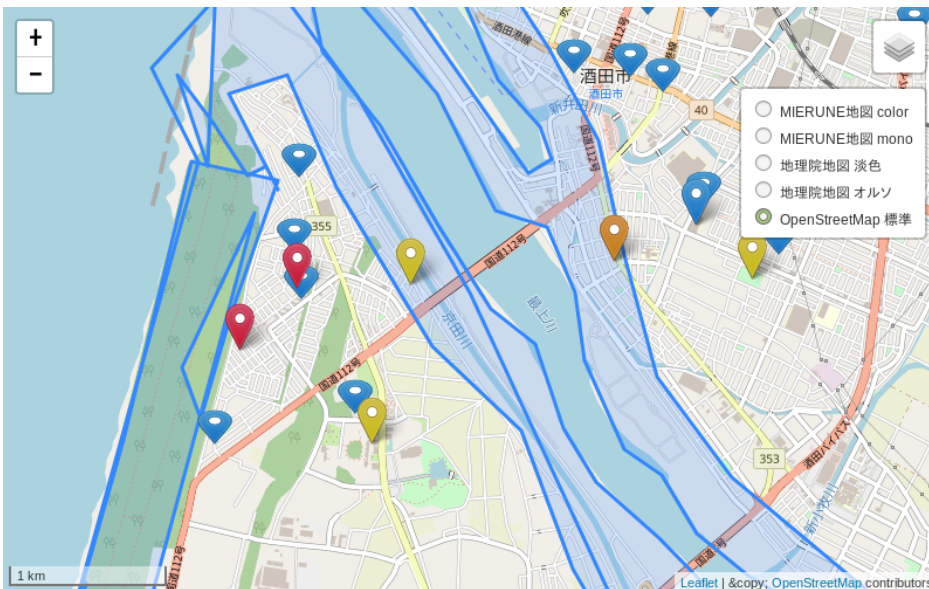 +
−
酒田港線
国道112号
酒田市
酒田市
新井田
40
MIERUNE地図 color
MIERUNE地図 mono
地理院地図 淡色
地理院地図 オルソ
OpenStreetMap 標準
国道112号
355
国道112号
最上川
京田川
国道112号
353
酒田バイパス
新小牧川
国道112号
1 km
Leaflet | &copy; OpenStreetMap contributors